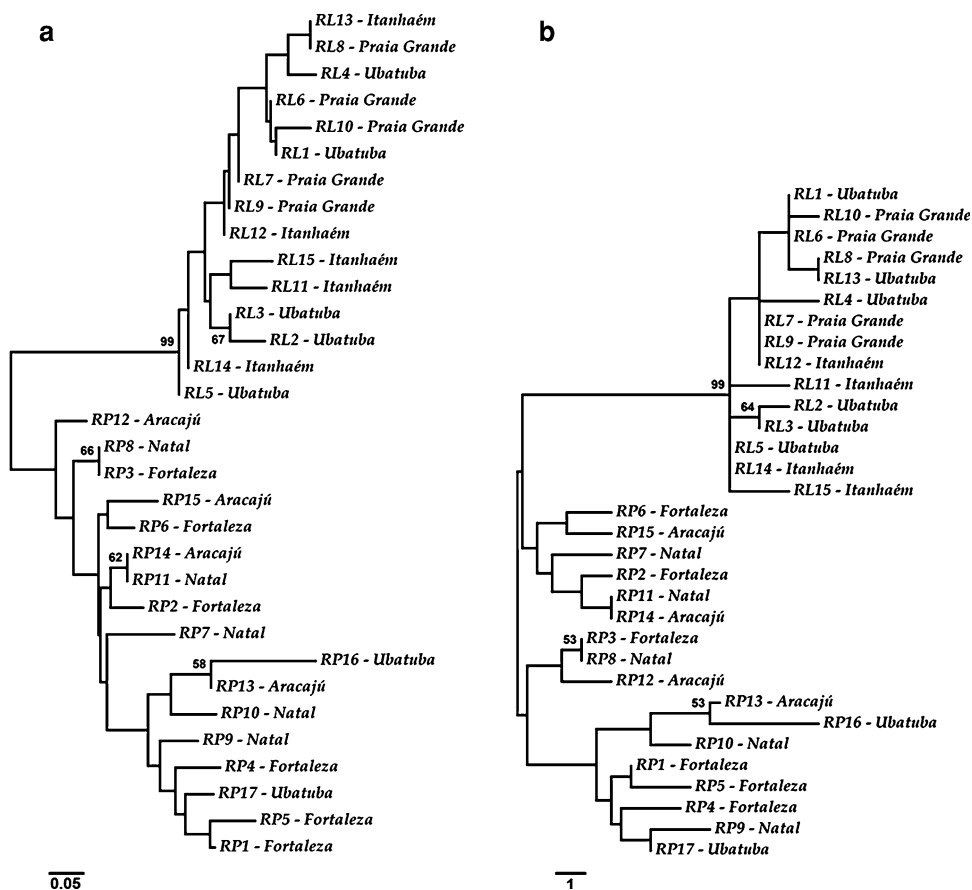 a
RL13 - Itanhaém
RL8 - Praia Grande
RL4 - Ubatuba
RL6 - Praia Grande
RL10 - Praia Grande
RL1 - Ubatuba
RL7 - Praia Grande
RL9 - Praia Grande
RL12 - Itanhaém
RL15 - Itanhaém
RL11 - Itanhaém
RL3 - Ubatuba
99
67
RL2 - Ubatuba
RL14 - Itanhaém
RL5 - Ubatuba
RP12 - Aracajú
66
RP8 - Natal
RP3 - Fortaleza
RP15 - Aracajú
RP6 - Fortaleza
62
RP14 - Aracajú
RP11 - Natal
RP2 - Fortaleza
RP7 - Natal
58
RP16 - Ubatuba
RP13 - Aracajú
RP10 - Natal
RP9 - Natal
RP4 - Fortaleza
RP17 - Ubatuba
RP5 - Fortaleza
RP1 - Fortaleza
0.05
b
RL1 - Ubatuba
RL10 - Praia Grande
RL6 - Praia Grande
RL8 - Praia Grande
RL13 - Ubatuba
RL4 - Ubatuba
RL7 - Praia Grande
RL9 - Praia Grande
RL12 - Itanhaém
99
RL11 - Itanhaém
64
RL2 - Ubatuba
RL3 - Ubatuba
RL5 - Ubatuba
RL14 - Itanhaém
RL15 - Itanhaém
RP6 - Fortaleza
RP15 - Aracajú
RP7 - Natal
RP2 - Fortaleza
RP11 - Natal
RP14 - Aracajú
53
RP3 - Fortaleza
RP8 - Natal
RP12 - Aracajú
53
RP13 - Aracajú
RP16 - Ubatuba
RP10 - Natal
RP1 - Fortaleza
RP5 - Fortaleza
RP4 - Fortaleza
RP9 - Natal
RP17 - Ubatuba
1